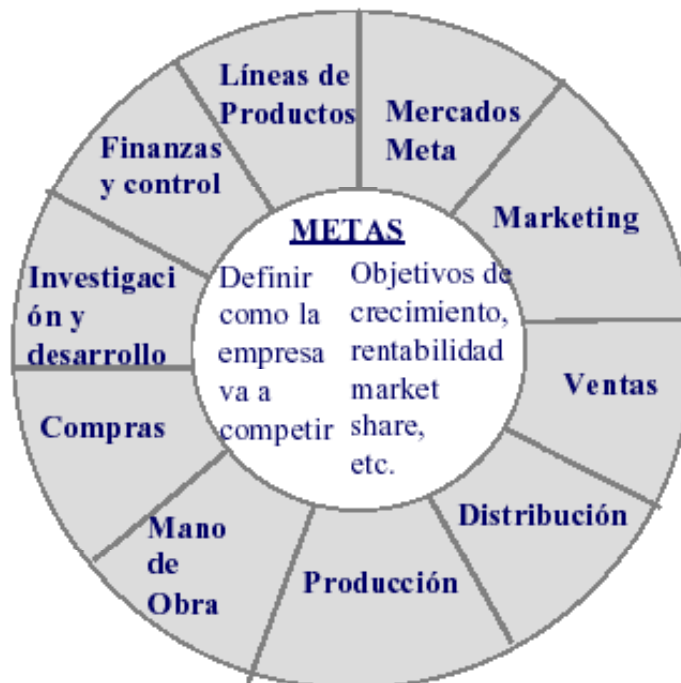 Líneas de
Productos
Mercados
Meta
Marketing
Ventas
Distribución
Producción
Mano
de
Obra
Compras
Investigaci
ón y
desarrollo
Finanzas
y control
METAS
Definir
como la
empresa
va a
competir
Objetivos de
crecimiento,
rentabilidad
market
share,
etc.